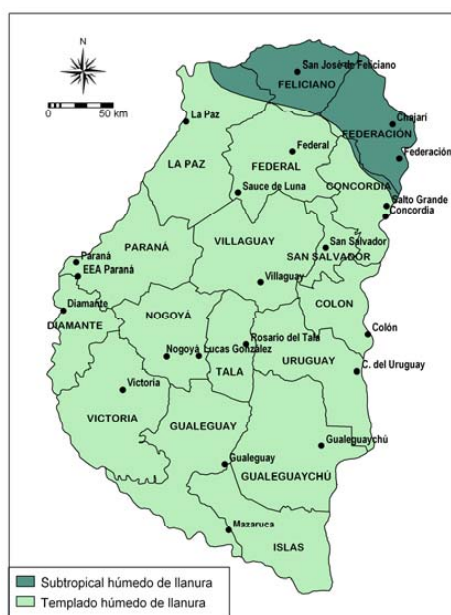 N
0
50 km
San José de Feliciano
FELICIANO
Chajarí
FEDERACIÓN
Federación
La Paz
LA PAZ
Federal
FEDERAL
CONCORDIA
Sauce de Luna
Salto Grande
Concordia
PARANÁ
VILLAGUAY
San Salvador
SAN SALVADOR
Paraná
EEA Paraná
Villaguay
Diamante
DIAMANTE
COLON
NOGOYÁ
Colón
Rosario del Tala
Nogoyá
Lucas González
URUGUAY
TALA
C. del Uruguay
Victoria
VICTORIA
GUALEGUAY
Gualeguaychú
Gualeguay
GUALEGUAYCHÚ
Mazaruca
ISLAS
Subtropical húmedo de llanura
Templado húmedo de llanura